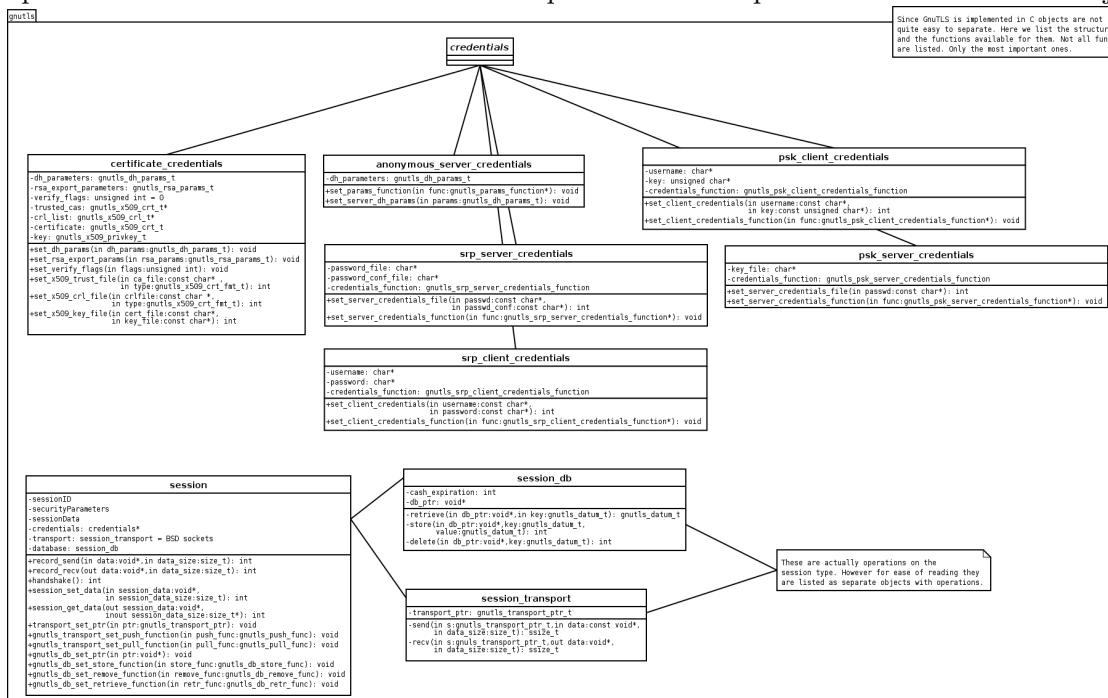 gnutls
Since GnuTLS is implemented in C objects are not
quite easy to separate. Here we list the structur
and the functions available for them. Not all fun
are listed. Only the most important ones.
credentials
certificate_credentials
-dh_parameters: gnutls_dh_params_t
-rsa_export_parameters: gnutls_rsa_params_t
-verify_flags: unsigned int = 0
-trusted_cas: gnutls_x509_crt_t*
-crl_list: gnutls_x509_crl_t*
-certificate: gnutls_x509_crt_t
-key: gnutls_x509_privkey_t
+set_dh_params(in dh_params:gnutls_dh_params_t): void
+set_rsa_export_params(in rsa_params:gnutls_rsa_params_t): void
+set_verify_flags(in flags:unsigned int): void
+set_x509_trust_file(in ca_file:const char* ,
in type:gnutls_x509_crt_fmt_t): int
+set_x509_crl_file(in crlfile:const char *,
in type:gnutls_x509_crt_fmt_t): int
+set_x509_key_file(in cert_file:const char*,
in key_file:const char*): int
anonymous_server_credentials
-dh_parameters: gnutls_dh_params_t
+set_params_function(in func:gnutls_params_function*): void
+set_server_dh_params(in params:gnutls_dh_params_t): void
psk_client_credentials
-username: char*
-key: unsigned char*
-credentials_function: gnutls_psk_client_credentials_function
+set_client_credentials(in username:const char*,
in key:const unsigned char*): int
+set_client_credentials_function(in func:gnutls_psk_client_credentials_function*): void
srp_server_credentials
-password_file: char*
-password_conf_file: char*
-credentials_function: gnutls_srp_server_credentials_function
+set_server_credentials_file(in passwd:const char*,
in passwd_conf:const char*): int
+set_server_credentials_function(in func:gnutls_srp_server_credentials_function*): void
psk_server_credentials
-key_file: char*
-credentials_function: gnutls_psk_server_credentials_function
+set_server_credentials_file(in passwd:const char*): int
+set_server_credentials_function(in func:gnutls_psk_server_credentials_function*): void
srp_client_credentials
-username: char*
-password: char*
-credentials_function: gnutls_srp_client_credentials_function
+set_client_credentials(in username:const char*,
in password:const char*): int
+set_client_credentials_function(in func:gnutls_srp_client_credentials_function*): void
session
-sessionID
-securityParameters
-sessionData
-credentials: credentials*
-transport: session_transport = BSD sockets
-database: session_db
+record_send(in data:void*,in data_size:size_t): int
+record_recv(out data:void*,in data_size:size_t): int
+handshake(): int
+session_set_data(in session_data:void*,
in session_data_size:size_t): int
+session_get_data(out session_data:void*,
inout session_data_size:size_t*): int
+transport_set_ptr(in ptr:gnutls_transport_ptr): void
+gnutls_transport_set_push_function(in push_func:gnutls_push_func): void
+gnutls_transport_set_pull_function(in pull_func:gnutls_pull_func): void
+gnutls_db_set_ptr(in ptr:void*): void
+gnutls_db_set_store_function(in store_func:gnutls_db_store_func): void
+gnutls_db_set_remove_function(in remove_func:gnutls_db_remove_func): void
+gnutls_db_set_retrieve_function(in retr_func:gnutls_db_retr_func): void
session_db
-cash_expiration: int
-db_ptr: void*
-retrieve(in db_ptr:void*,in key:gnutls_datum_t): gnutls_datum_t
-store(in db_ptr:void*,key:gnutls_datum_t,
value:gnutls_datum_t): int
-delete(in db_ptr:void*,key:gnutls_datum_t): int
session_transport
-transport_ptr: gnutls_transport_ptr_t
-send(in s:gnuls_transport_ptr_t,in data:const void*,
in data_size:size_t): ssize_t
-recv(in s:gnuls_transport_ptr_t,out data:void*,
in data_size:size_t): ssize_t
These are actually operations on the
session type. However for ease of reading they
are listed as separate objects with operations.